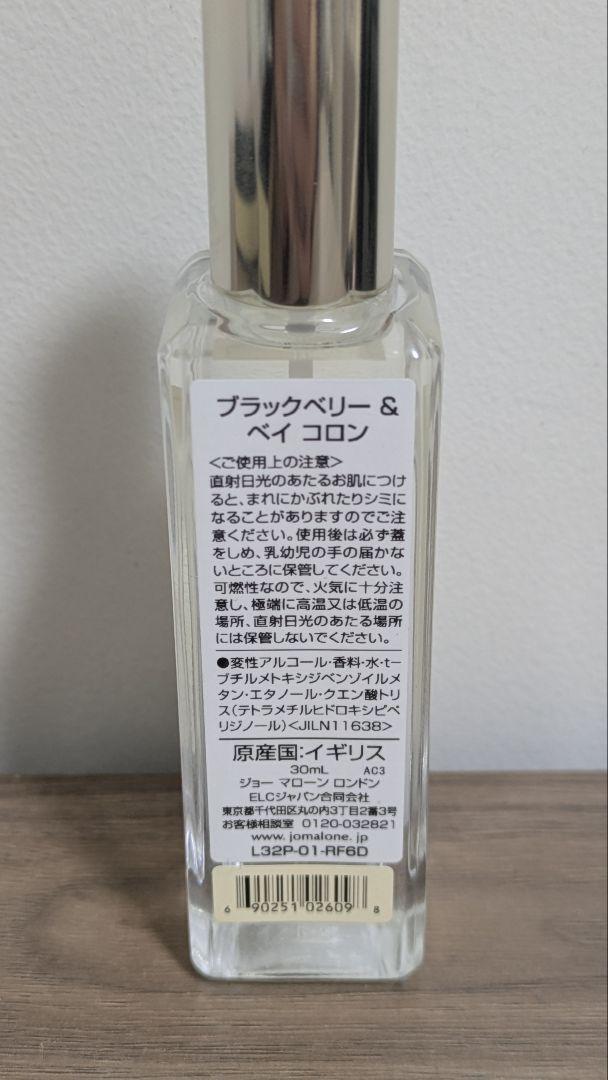 ブラックベリー &
ベイ コロン
<ご使用上の注意>
直射日光のあたるお肌につけ
ると、まれにかぶれたりシミに
なることがありますのでご注
意ください。使用後は必ず蓋
をしめ、乳幼児の手の届かな
いところに保管してください。
可燃性なので、火気に十分注
意し、極端に高温又は低温の
場所、直射日光のあたる場所
には保管しないでください。
●変性アルコール・香料・水・t-
ブチルメトキシジベンゾイルメ
タン・エタノール・クエン酸トリ
ス(テトラメチルヒドロキシピペ
リジノール)<JILN11638>
原産国:イギリス
30mL AC3
ジョー マローン ロンドン
ELCジャパン合同会社
東京都千代田区丸の内3丁目2番3号
お客様相談室 0120-032821
www. jomalone. jp
L32P-01-RF6D
6 90251 02609 8